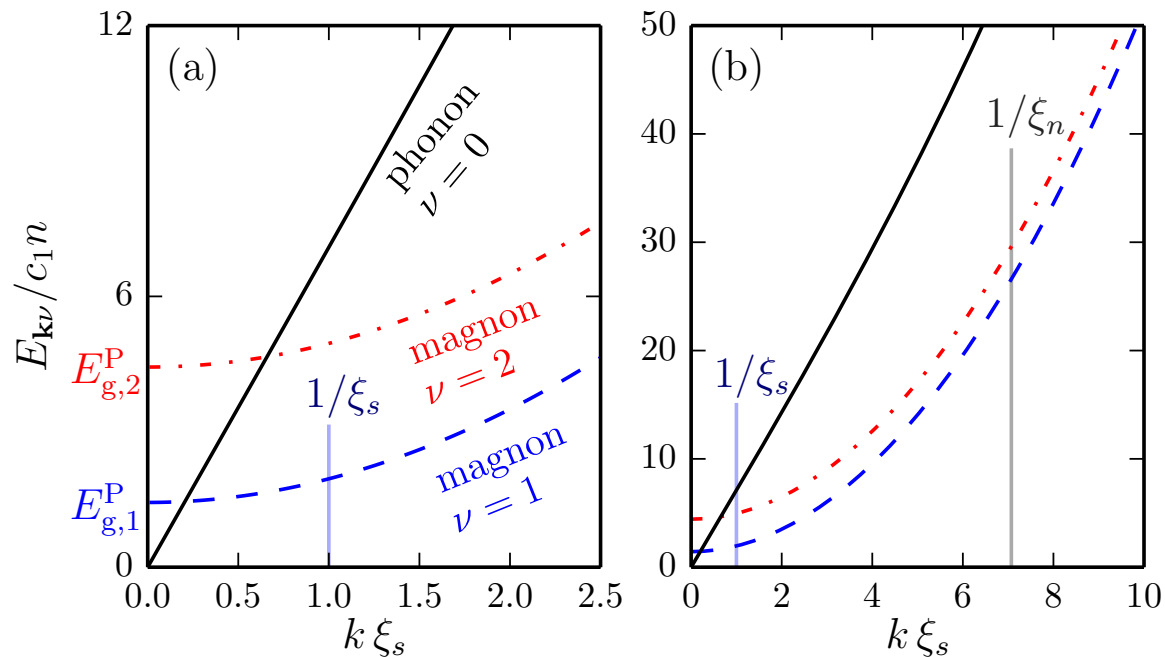 (a)
(b)
12
6
0
E_{kν}/c_1n
E^P_{g,2}
E^P_{g,1}
phonon
ν = 0
magnon
ν = 2
magnon
ν = 1
1/ξ_s
0.0 0.5 1.0 1.5 2.0 2.5
k ξ_s
50
40
30
20
10
0
1/ξ_s
1/ξ_n
0 2 4 6 8 10
k ξ_s